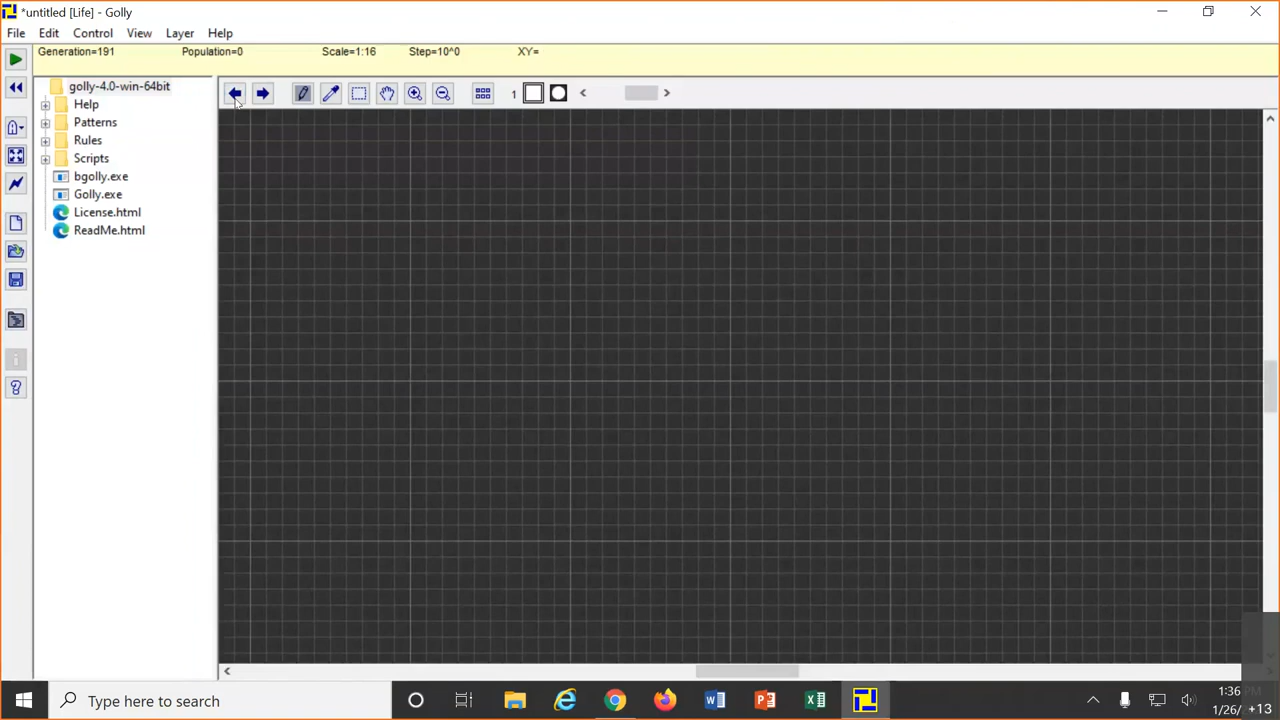 *untitled [Life] - Golly
File Edit Control View Layer Help
Generation=191 Population=0 Scale=1:16 Step=10^0 XY=
golly-4.0-win-64bit
Help
Patterns
Rules
Scripts
bgolly.exe
Golly.exe
License.html
ReadMe.html
1
Type here to search
1:36 PM
1/26/
+13